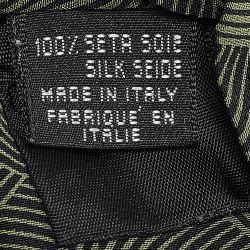 100% SETA SOIE
SILK SEIDE
MADE IN ITALY
FABRIQUE' EN
ITALIE